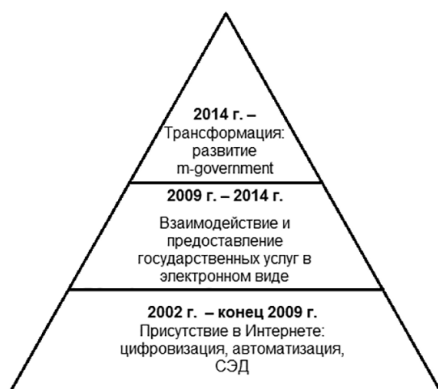 2014 г. –
Трансформация:
развитие
m-government
2009 г. – 2014 г.
Взаимодействие и
предоставление
государственных услуг в
электронном виде
2002 г. – конец 2009 г.
Присутствие в Интернете:
цифровизация, автоматизация,
СЭД